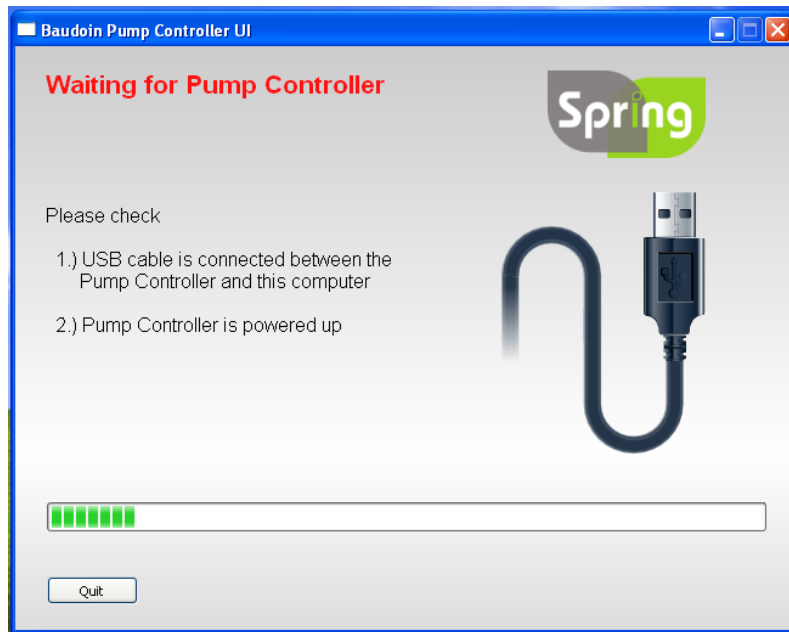 Baudoin Pump Controller UI
Waiting for Pump Controller
Spring
Please check
1.) USB cable is connected between the
Pump Controller and this computer
2.) Pump Controller is powered up
Quit